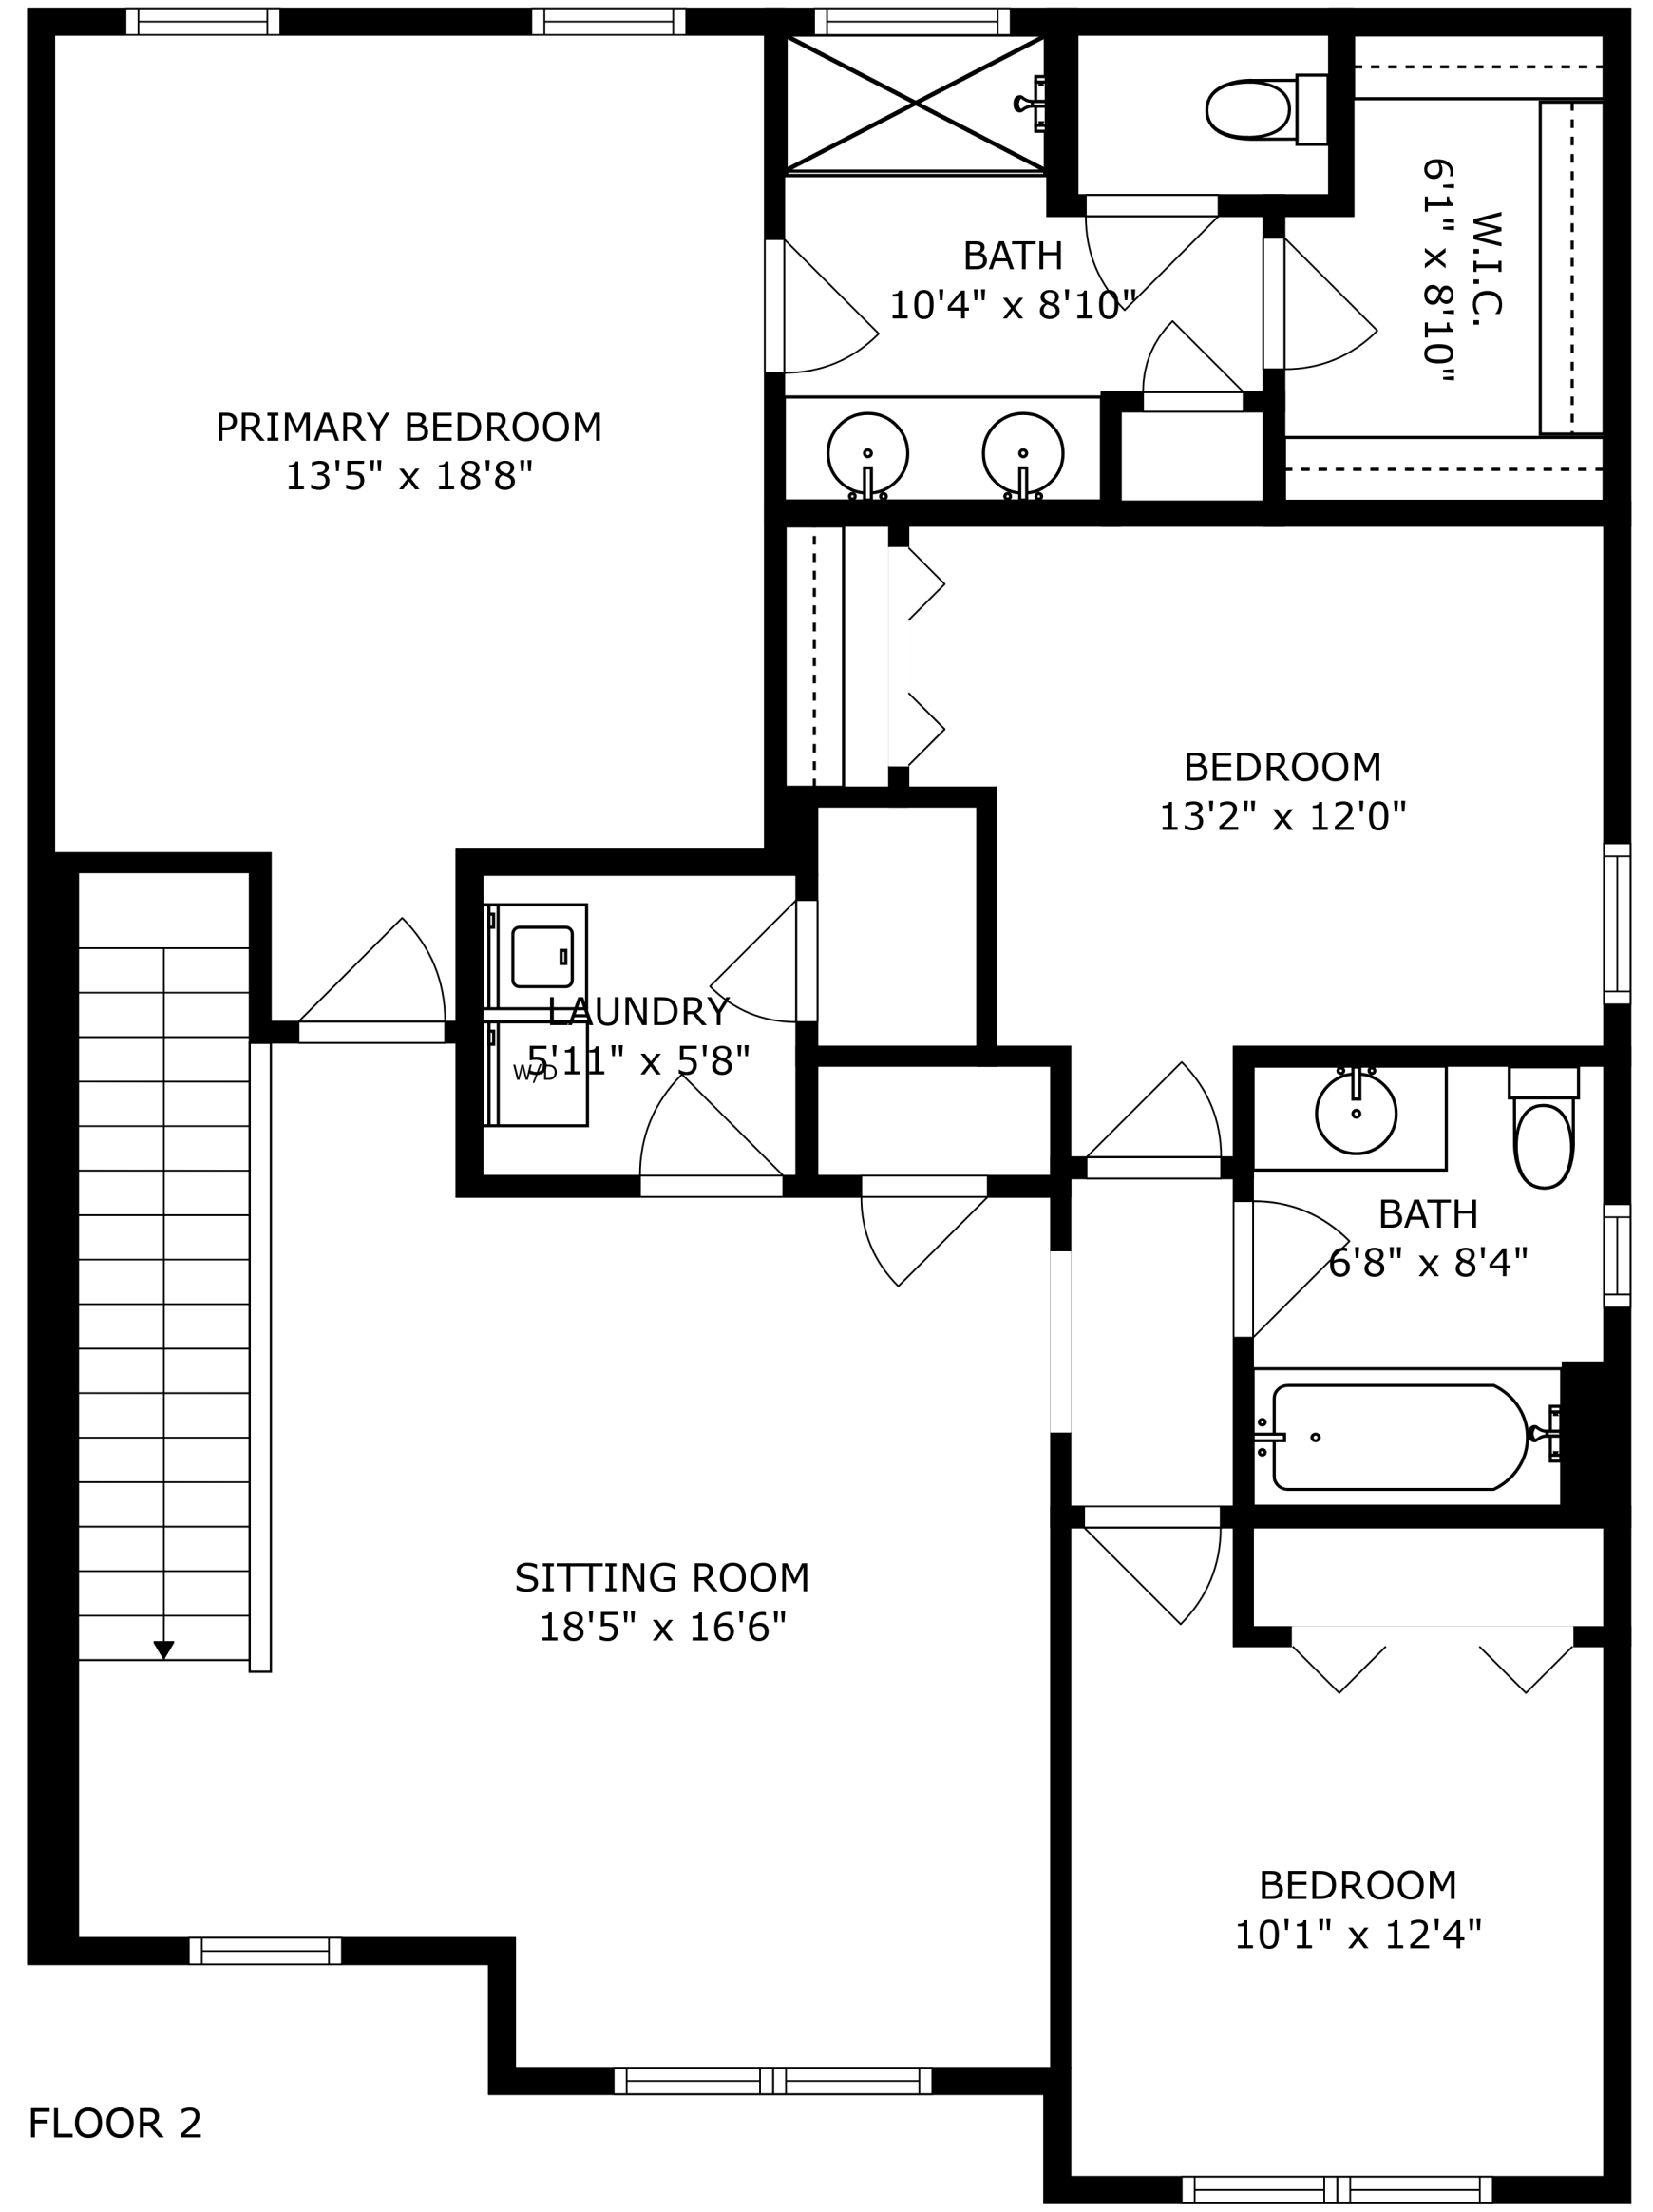 BATH
10'4" x 8'10"
W.I.C.
6'1" x 8'10"
PRIMARY BEDROOM
13'5" x 18'8"
BEDROOM
13'2" x 12'0"
LAUNDRY
5'11" x 5'8"
W/D
BATH
6'8" x 8'4"
SITTING ROOM
18'5" x 16'6"
BEDROOM
10'1" x 12'4"
FLOOR 2